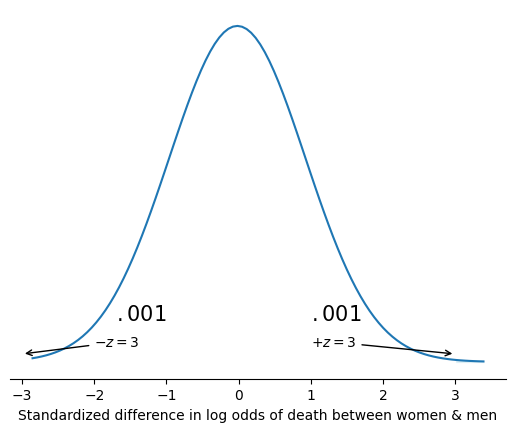 .001 .001
−z = 3 +z = 3
−3 −2 −1 0 1 2 3
Standardized difference in log odds of death between women & men